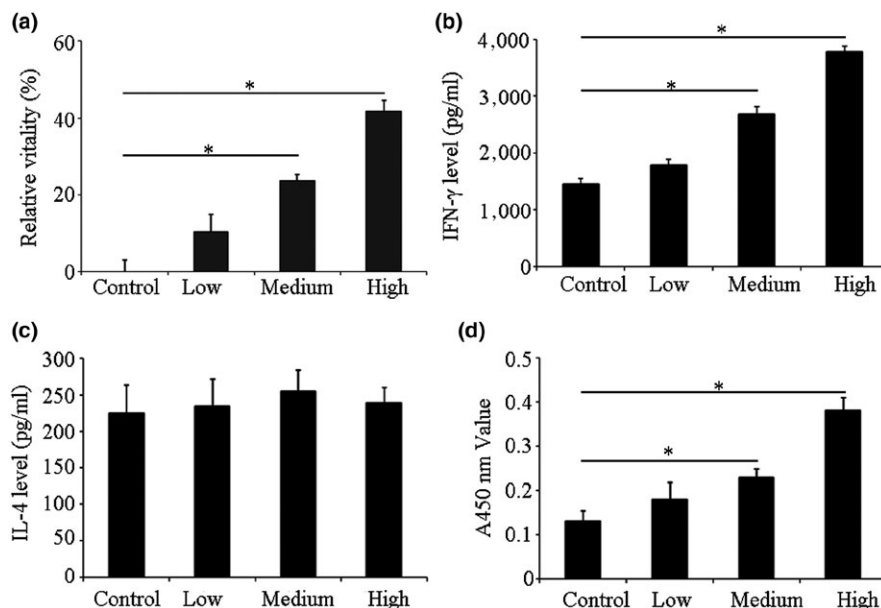 (a)
Relative vitality (%)
60
40
20
0
*
*
Control Low Medium High
(b)
IFN-γ level (pg/ml)
4,000
3,000
2,000
1,000
0
*
*
Control Low Medium High
(c)
IL-4 level (pg/ml)
300
250
200
150
100
50
0
Control Low Medium High
(d)
A450 nm Value
0.5
0.4
0.3
0.2
0.1
0
*
*
Control Low Medium High